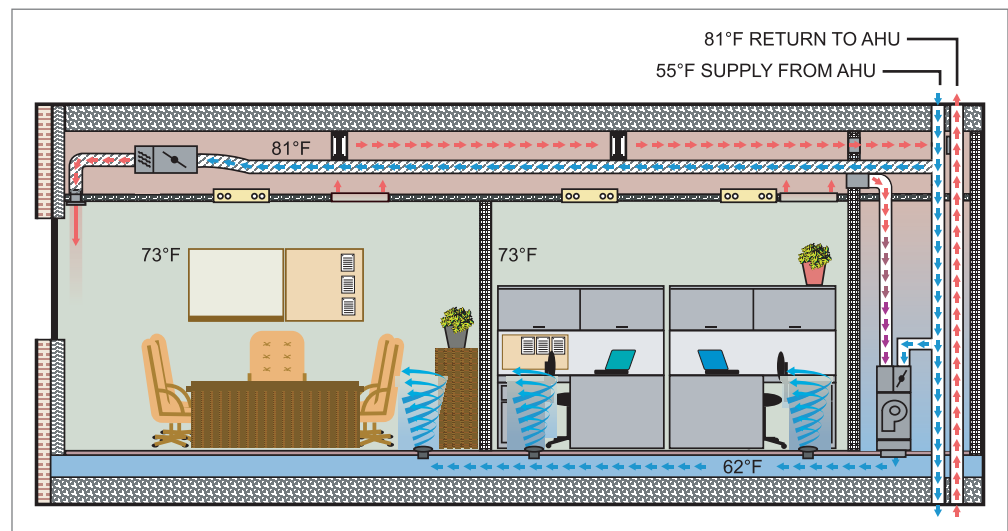 81°F RETURN TO AHU
55°F SUPPLY FROM AHU
81°F
73°F
73°F
62°F